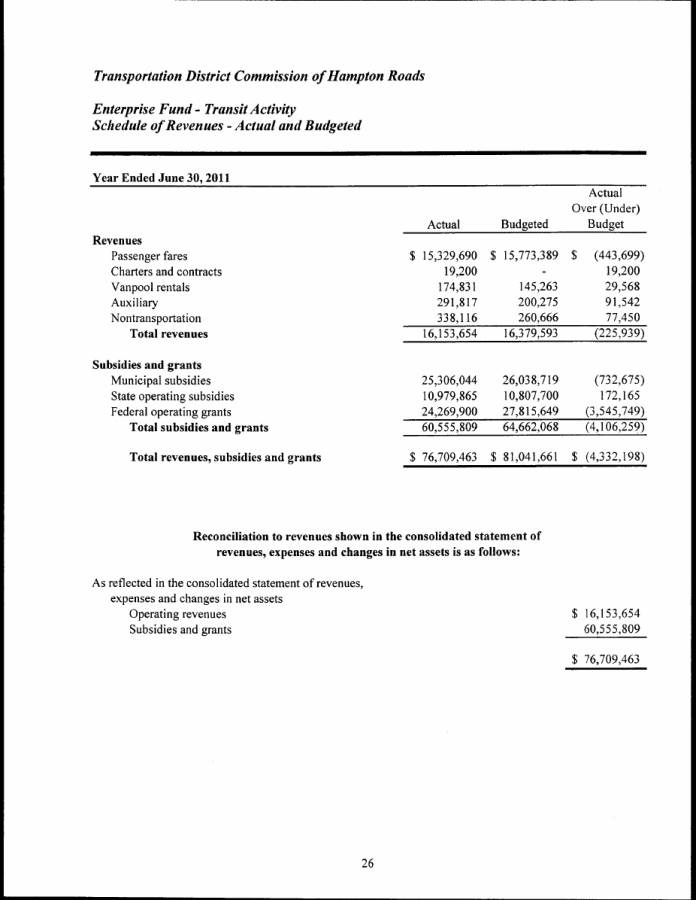 Transportation District Commission of Hampton Roads
Enterprise Fund - Transit Activity
Schedule of Revenues - Actual and Budgeted
Year Ended June 30, 2011
Actual
Over (Under)
Actual Budgeted Budget
Revenues
Passenger fares $ 15,329,690 $ 15,773,389 $ (443,699)
Charters and contracts 19,200 - 19,200
Vanpool rentals 174,831 145,263 29,568
Auxiliary 291,817 200,275 91,542
Nontransportation 338,116 260,666 77,450
Total revenues 16,153,654 16,379,593 (225,939)
Subsidies and grants
Municipal subsidies 25,306,044 26,038,719 (732,675)
State operating subsidies 10,979,865 10,807,700 172,165
Federal operating grants 24,269,900 27,815,649 (3,545,749)
Total subsidies and grants 60,555,809 64,662,068 (4,106,259)
Total revenues, subsidies and grants $ 76,709,463 $ 81,041,661 $ (4,332,198)
Reconciliation to revenues shown in the consolidated statement of
revenues, expenses and changes in net assets is as follows:
As reflected in the consolidated statement of revenues,
expenses and changes in net assets
Operating revenues $ 16,153,654
Subsidies and grants 60,555,809
$ 76,709,463
26